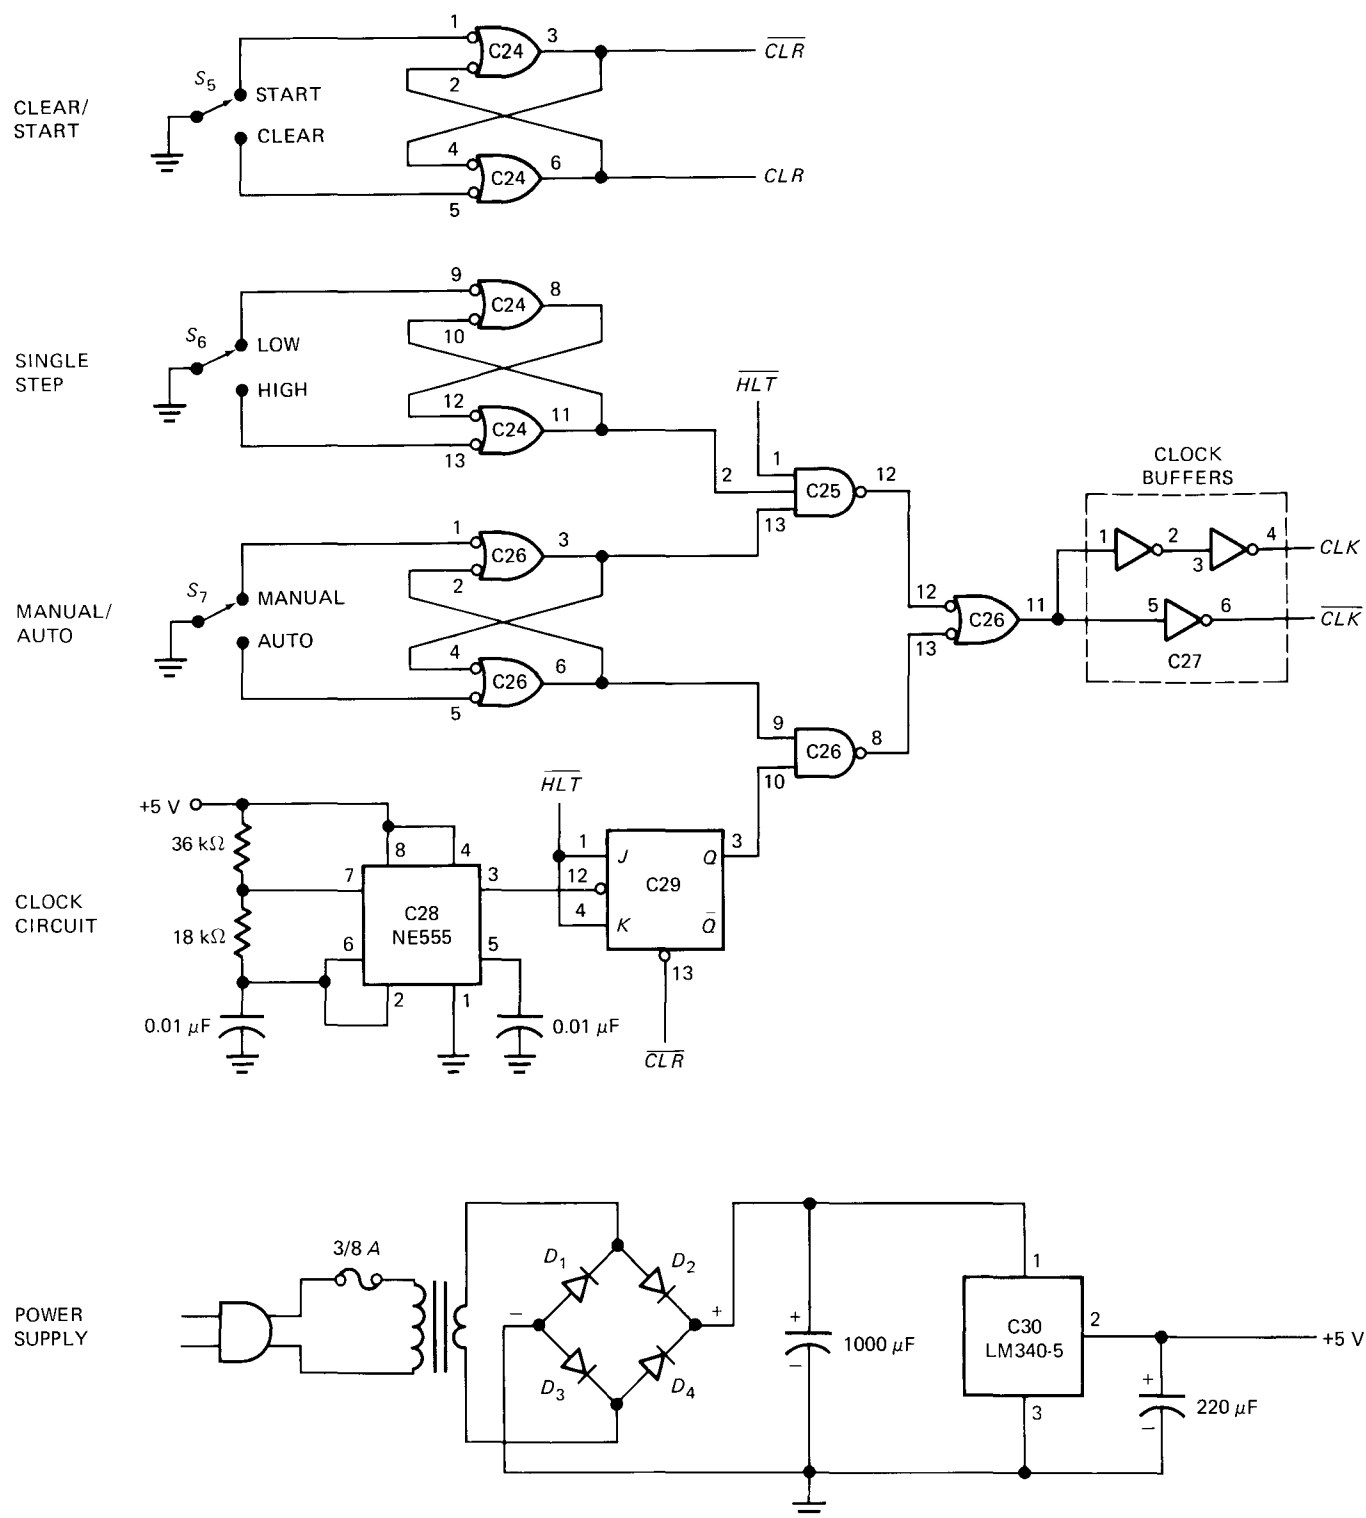 CLEAR/
START
S5
START
CLEAR
1
2
C24
3
CLR
4
5
C24
6
CLR
SINGLE
STEP
S6
LOW
HIGH
9
10
C24
8
12
13
C24
11
HLT
1
2
13
C25
12
MANUAL/
AUTO
S7
MANUAL
AUTO
1
2
C26
3
4
5
C26
6
9
10
C26
8
12
13
C26
11
CLOCK
BUFFERS
1
2
3
4
CLK
5
6
CLK
C27
CLOCK
CIRCUIT
+5 V
36 kΩ
18 kΩ
0.01 μF
7
6
8
4
C28
NE555
3
5
2
1
0.01 μF
HLT
1
12
4
J
K
C29
Q
Q
3
13
CLR
POWER
SUPPLY
3/8 A
D1
D2
D3
D4
–
+
+
–
1000 μF
1
C30
LM340-5
2
3
+5 V
+
–
220 μF